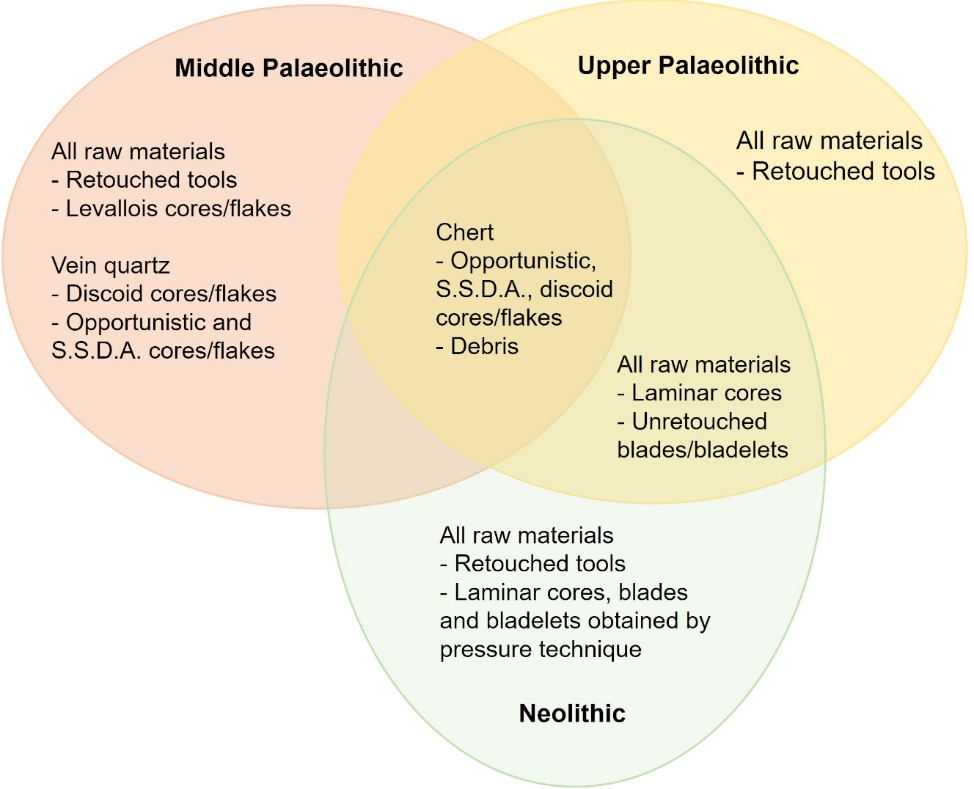 Middle Palaeolithic
Upper Palaeolithic
All raw materials
- Retouched tools
- Levallois cores/flakes
Vein quartz
- Discoid cores/flakes
- Opportunistic and
S.S.D.A. cores/flakes
All raw materials
- Retouched tools
Chert
- Opportunistic,
S.S.D.A., discoid
cores/flakes
- Debris
All raw materials
- Laminar cores
- Unretouched
blades/bladelets
All raw materials
- Retouched tools
- Laminar cores, blades
and bladelets obtained by
pressure technique
Neolithic